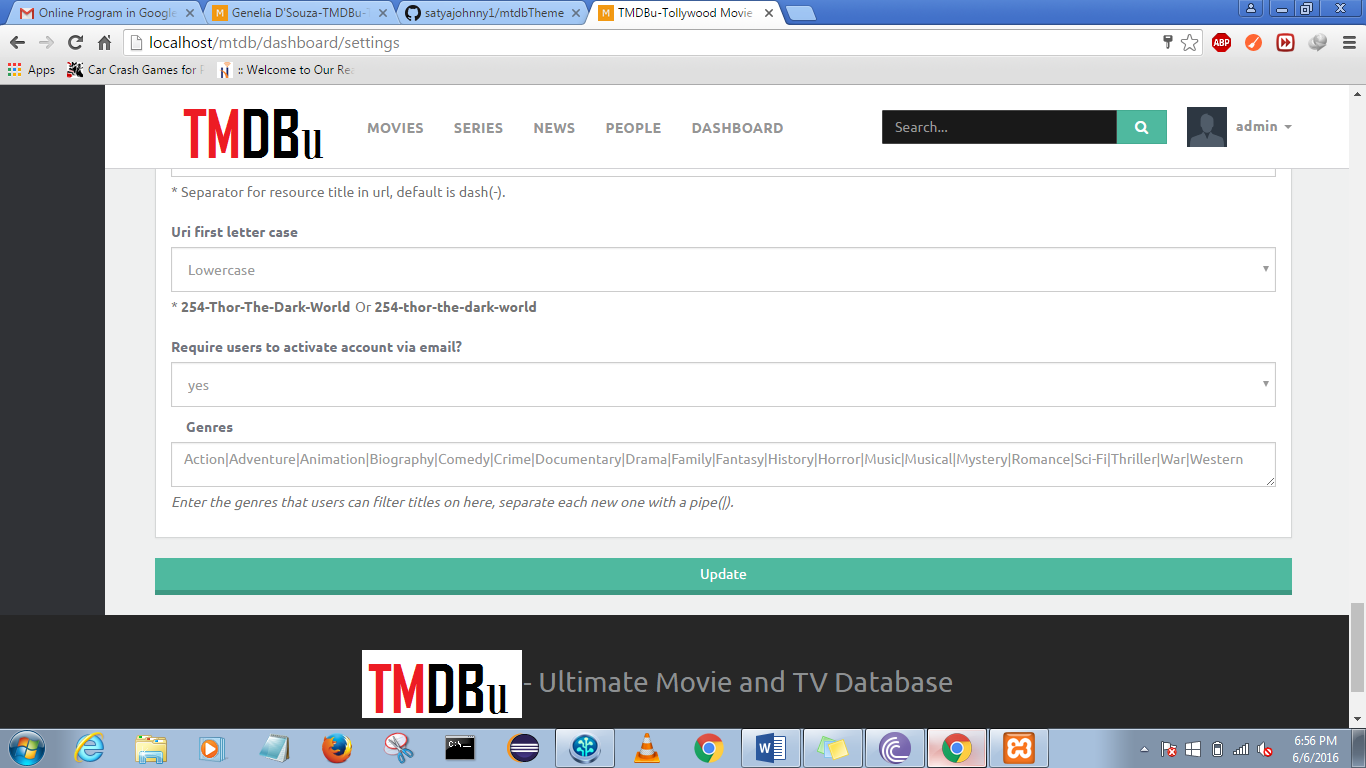 Online Program in Google
Genelia D'Souza-TMDBu-
satyajohnny1/mtdbTheme
TMDBu-Tollywood Movie
localhost/mtdb/dashboard/settings
ABP
Apps
Car Crash Games for
:: Welcome to Our Rea
TMDBu
MOVIES
SERIES
NEWS
PEOPLE
DASHBOARD
Search...
admin
* Separator for resource title in url, default is dash(-).
Uri first letter case
Lowercase
* 254-Thor-The-Dark-World Or 254-thor-the-dark-world
Require users to activate account via email?
yes
Genres
Action|Adventure|Animation|Biography|Comedy|Crime|Documentary|Drama|Family|Fantasy|History|Horror|Music|Musical|Mystery|Romance|Sci-Fi|Thriller|War|Western
Enter the genres that users can filter titles on here, separate each new one with a pipe(|).
Update
TMDBu - Ultimate Movie and TV Database
6:56 PM
6/6/2016